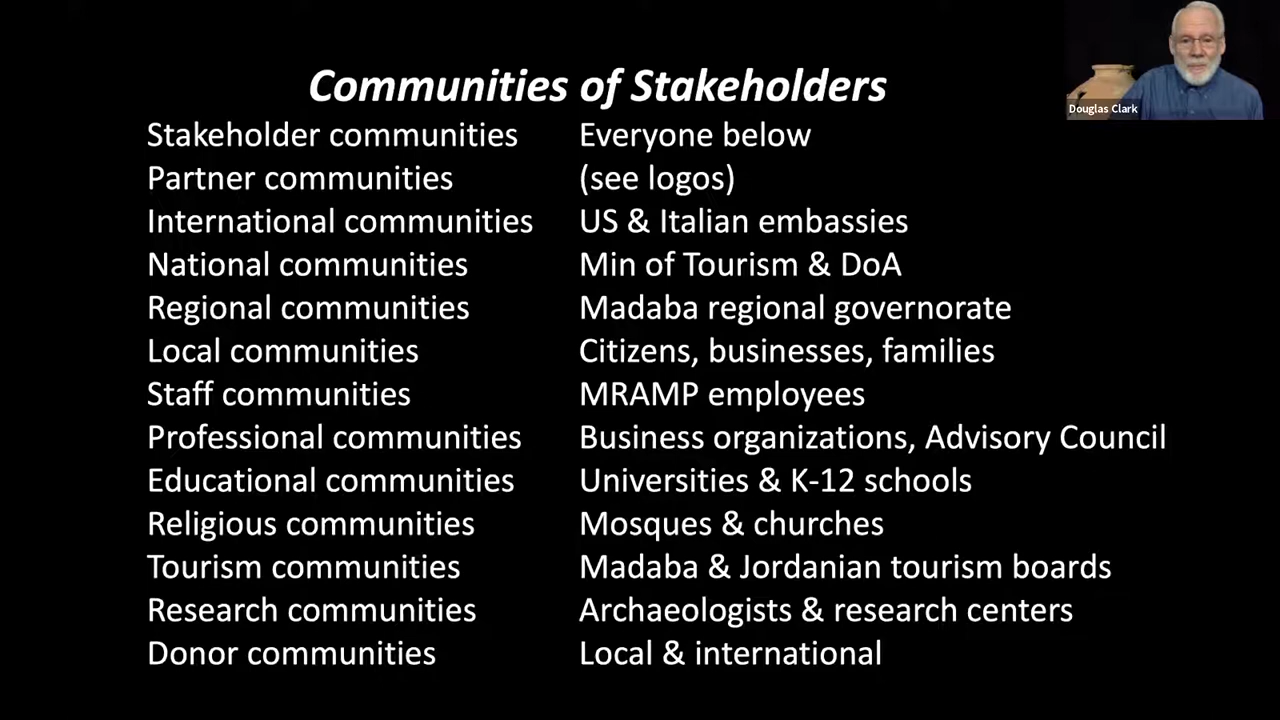 Communities of Stakeholders
Douglas Clark
Stakeholder communities Everyone below
Partner communities (see logos)
International communities US & Italian embassies
National communities Min of Tourism & DoA
Regional communities Madaba regional governorate
Local communities Citizens, businesses, families
Staff communities MRAMP employees
Professional communities Business organizations, Advisory Council
Educational communities Universities & K-12 schools
Religious communities Mosques & churches
Tourism communities Madaba & Jordanian tourism boards
Research communities Archaeologists & research centers
Donor communities Local & international